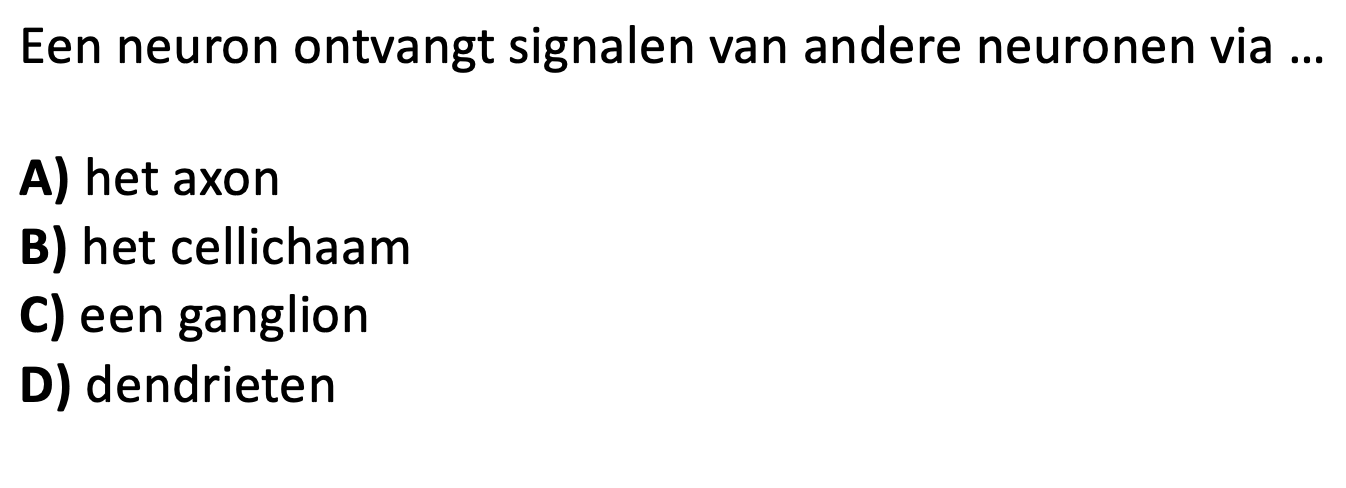 Een neuron ontvangt signalen van andere neuronen via ...
A) het axon
B) het cellichaam
C) een ganglion
D) dendrieten